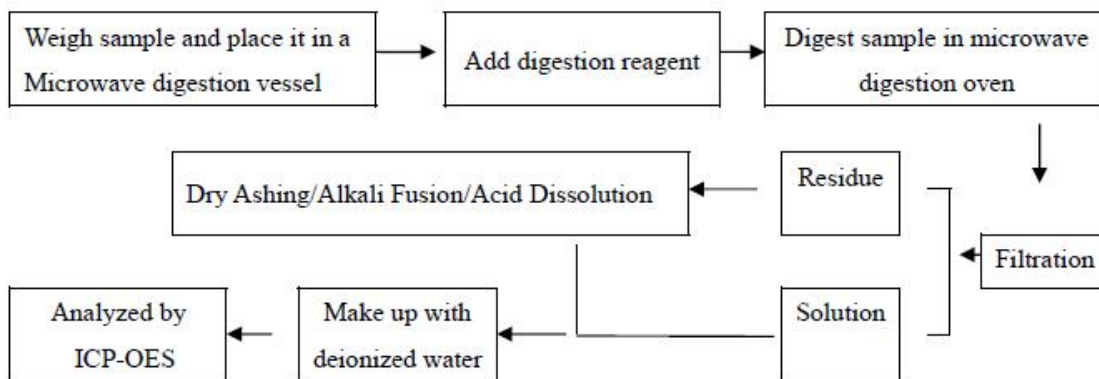 Weigh sample and place it in a
Microwave digestion vessel
Add digestion reagent
Digest sample in microwave
digestion oven
Dry Ashing/Alkali Fusion/Acid Dissolution
Residue
Filtration
Analyzed by
ICP-OES
Make up with
deionized water
Solution